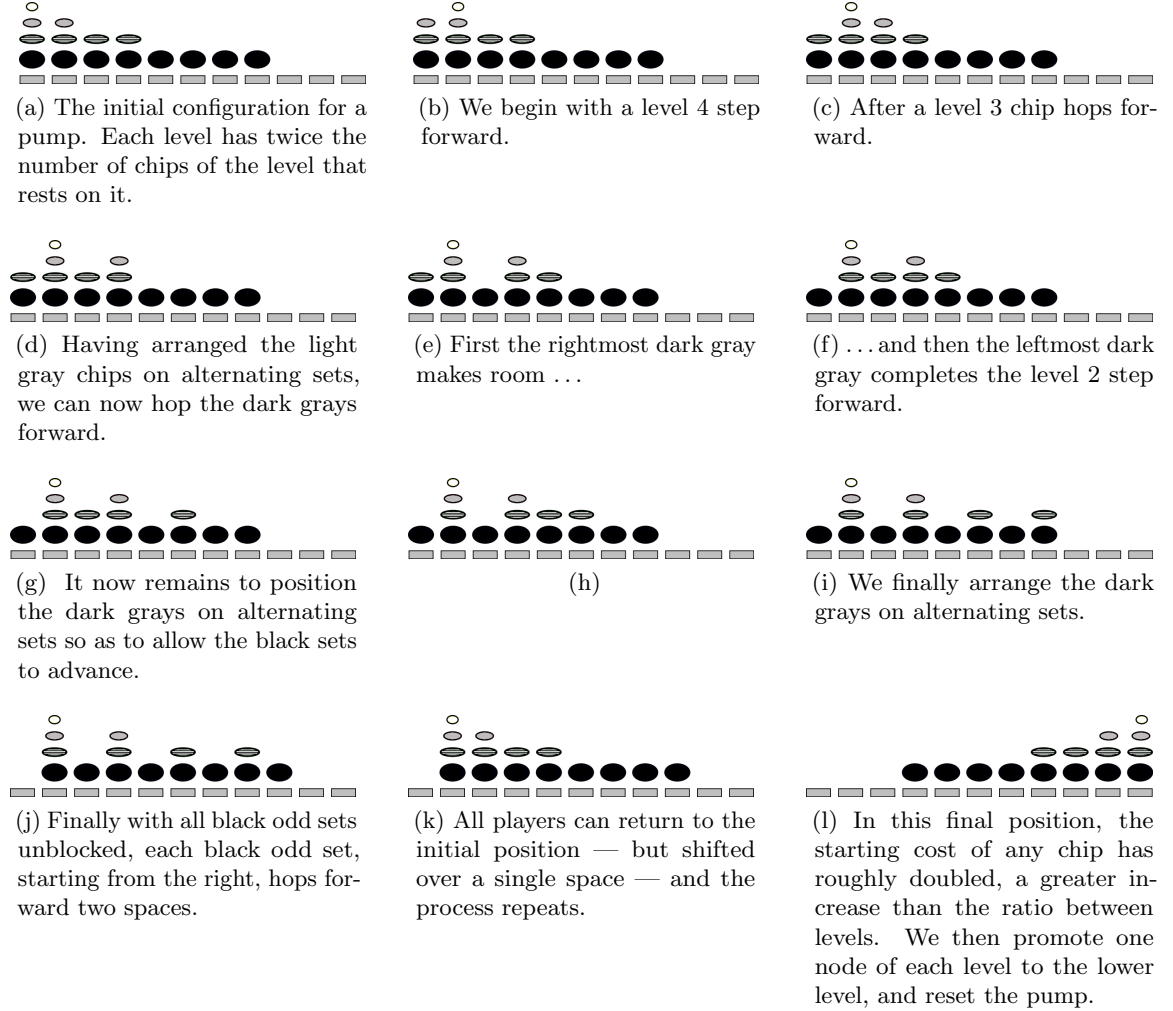 (a) The initial configuration for a
pump. Each level has twice the
number of chips of the level that
rests on it.
(b) We begin with a level 4 step
forward.
(c) After a level 3 chip hops for-
ward.
(d) Having arranged the light
gray chips on alternating sets,
we can now hop the dark grays
forward.
(e) First the rightmost dark gray
makes room ...
(f) ...and then the leftmost dark
gray completes the level 2 step
forward.
(g) It now remains to position
the dark grays on alternating
sets so as to allow the black sets
to advance.
(h)
(i) We finally arrange the dark
grays on alternating sets.
(j) Finally with all black odd sets
unblocked, each black odd set,
starting from the right, hops for-
ward two spaces.
(k) All players can return to the
initial position — but shifted
over a single space — and the
process repeats.
(l) In this final position, the
starting cost of any chip has
roughly doubled, a greater in-
crease than the ratio between
levels. We then promote one
node of each level to the lower
level, and reset the pump.